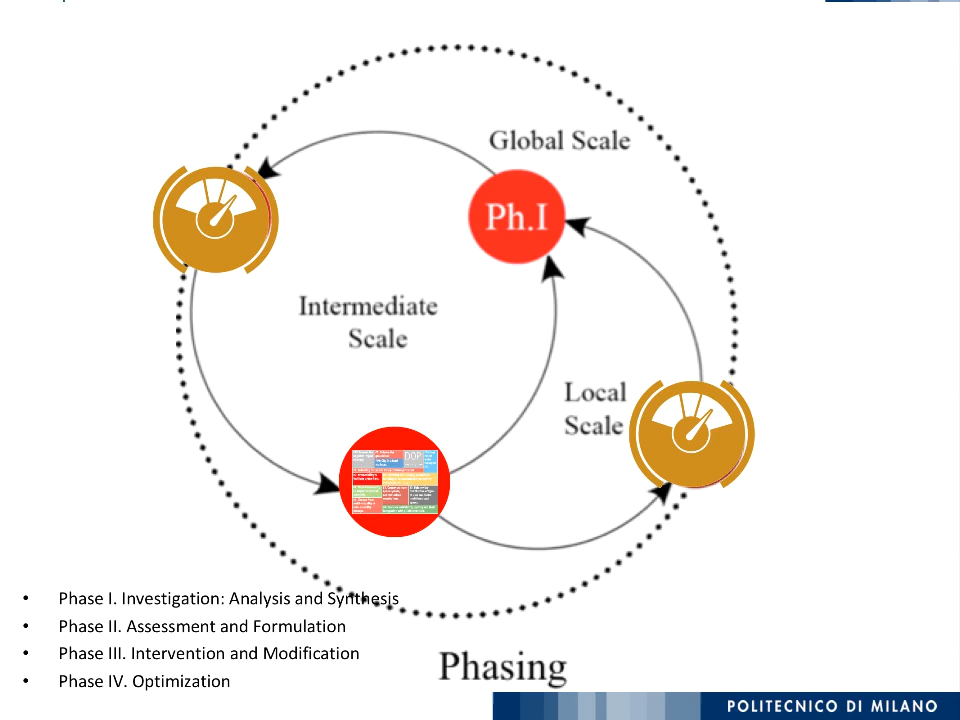 Global Scale
Ph.I
Intermediate
Scale
Local
Scale
DOP
• Phase I. Investigation: Analysis and Synthesis
• Phase II. Assessment and Formulation
• Phase III. Intervention and Modification
• Phase IV. Optimization
Phasing
POLITECNICO DI MILANO